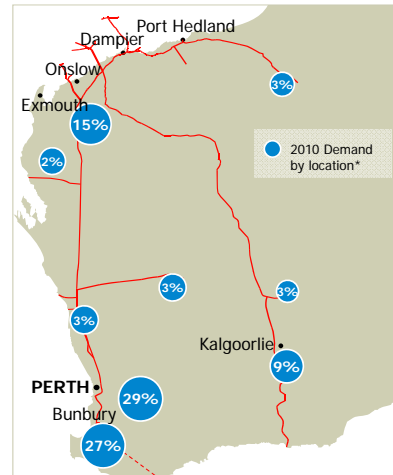 Port Hedland
Dampier
Onslow
3%
Exmouth
15%
2010 Demand
by location*
2%
3%
3%
3%
Kalgoorlie
9%
PERTH
29%
Bunbury
27%